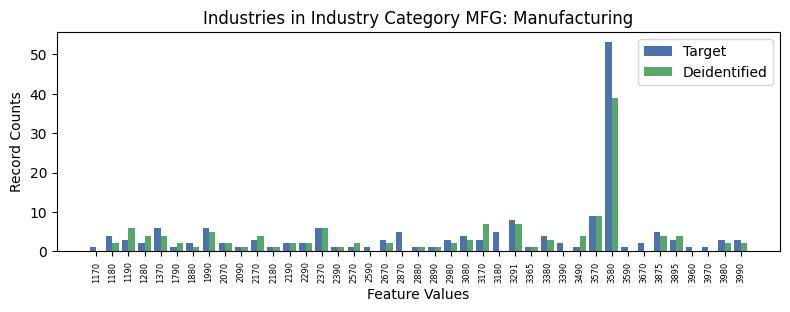 Industries in Industry Category MFG: Manufacturing
Target
Deidentified
Record Counts
50
40
30
20
10
0
1170 1180 1190 1280 1370 1790 1880 1990 2070 2090 2170 2180 2190 2290 2370 2390 2570 2590 2670 2870 2880 2890 2980 3080 3170 3180 3291 3365 3380 3390 3490 3570 3580 3590 3670 3875 3895 3960 3970 3980 3990
Feature Values